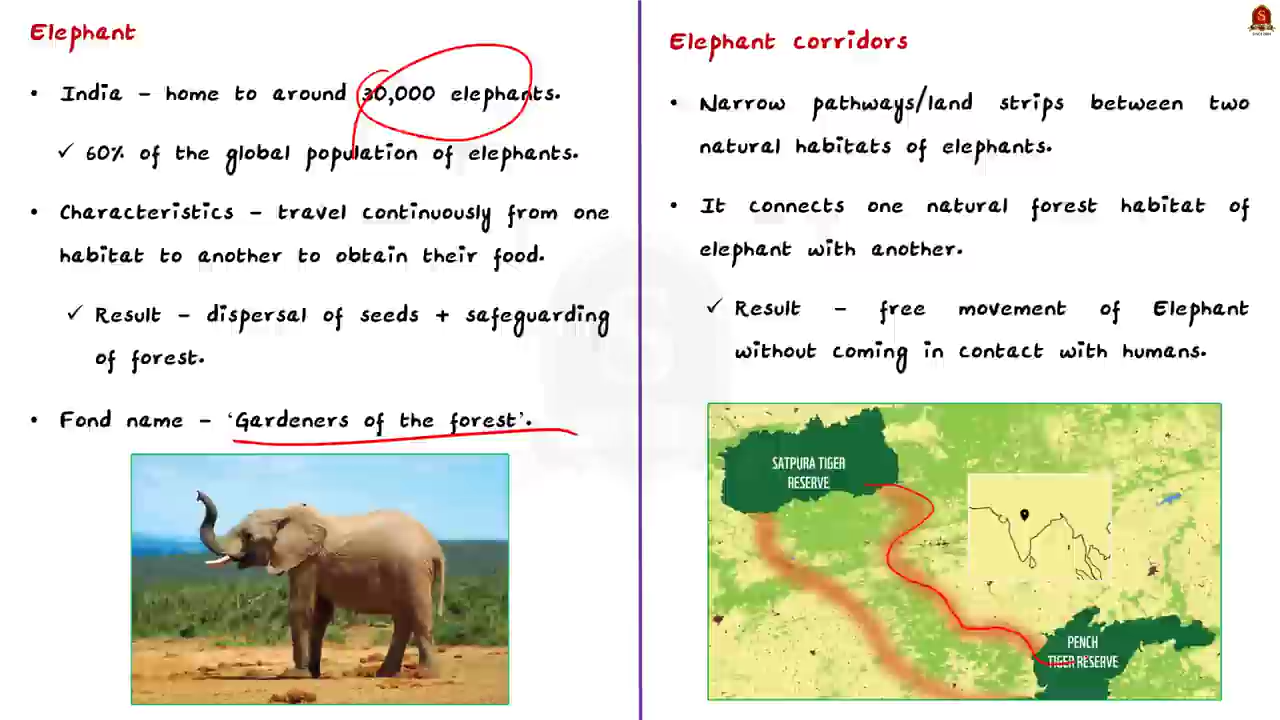 Elephant
• India – home to around 30,000 elephants.
✓ 60% of the global population of elephants.
• Characteristics – travel continuously from one
habitat to another to obtain their food.
✓ Result – dispersal of seeds + safeguarding
of forest.
• Fond name – ‘Gardeners of the forest’.
Elephant corridors
• Narrow pathways/land strips between two
natural habitats of elephants.
• It connects one natural forest habitat of
elephant with another.
✓ Result – free movement of Elephant
without coming in contact with humans.
SATPURA TIGER
RESERVE
PENCH
TIGER RESERVE
S